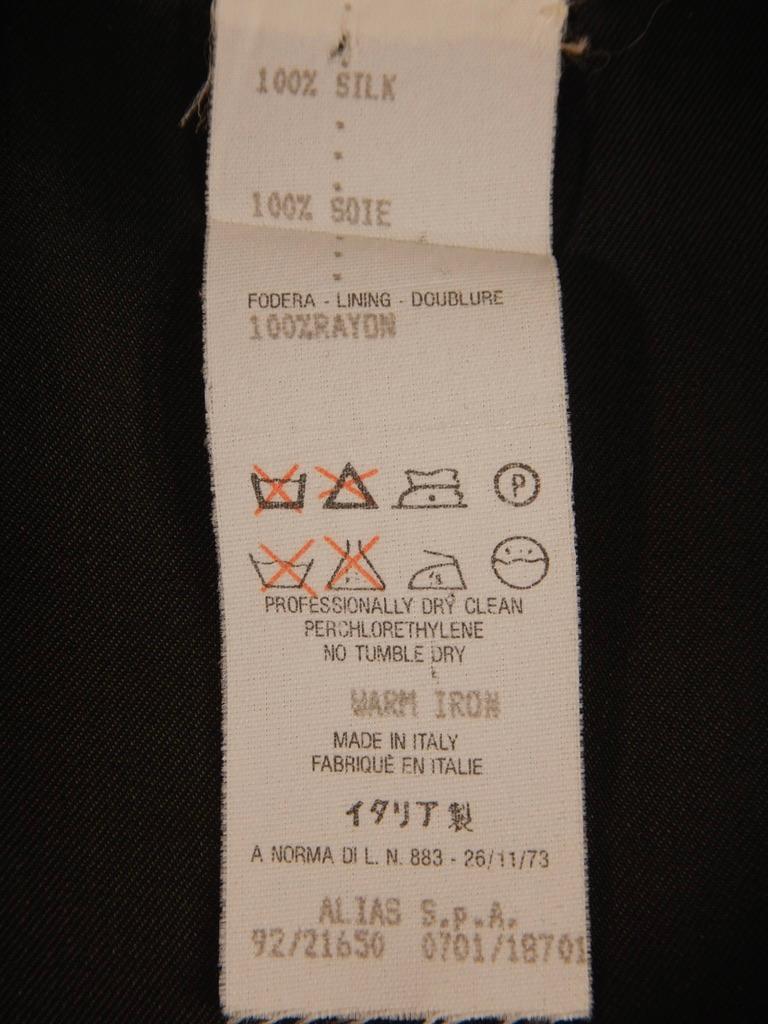 100% SILK
100% SOIE
FODERA - LINING - DOUBLURE
100%RAYON
P
PROFESSIONALLY DRY CLEAN
PERCHLORETHYLENE
NO TUMBLE DRY
WARM IRON
MADE IN ITALY
FABRIQUÈ EN ITALIE
イタリア製
A NORMA DI L. N. 883 - 26/11/73
ALIAS S.p.A.
92/21650 0701/18701